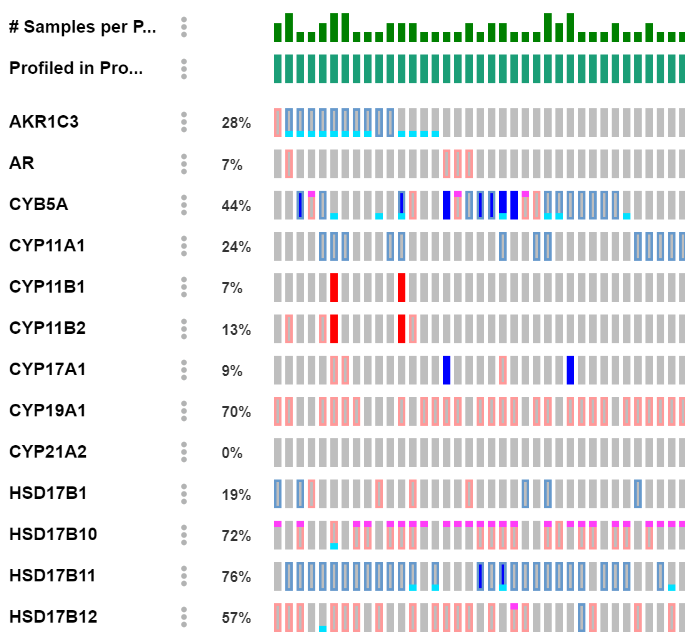 # Samples per P...
Profiled in Pro...
AKR1C3 28%
AR 7%
CYB5A 44%
CYP11A1 24%
CYP11B1 7%
CYP11B2 13%
CYP17A1 9%
CYP19A1 70%
CYP21A2 0%
HSD17B1 19%
HSD17B10 72%
HSD17B11 76%
HSD17B12 57%